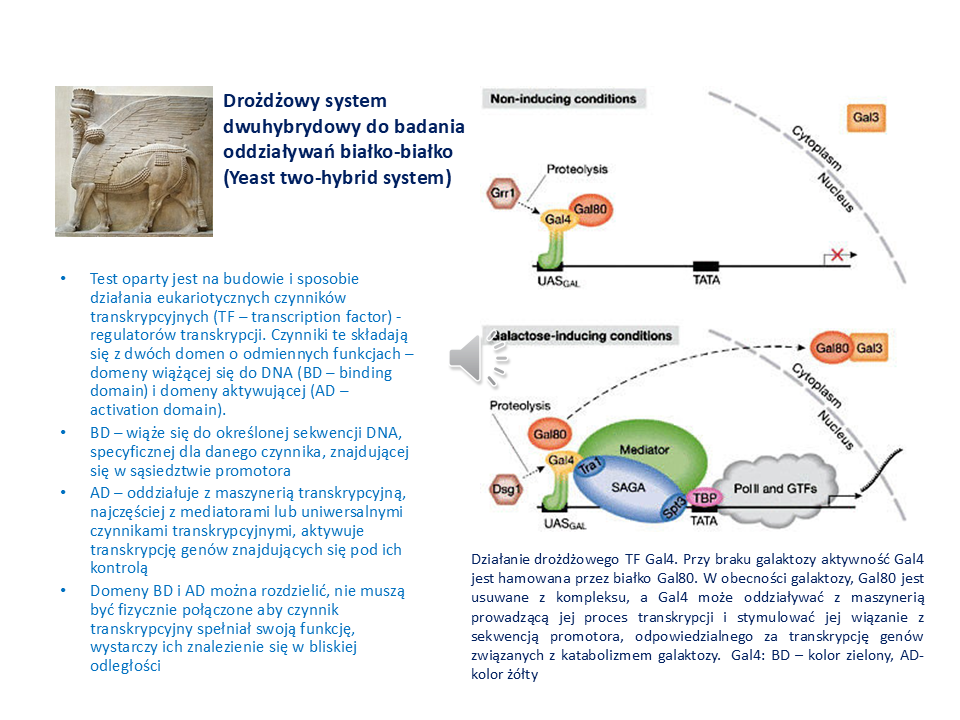 Drożdżowy system
dwuhybrydowy do badania
oddziaływań białko-białko
(Yeast two-hybrid system)
• Test oparty jest na budowie i sposobie
działania eukariotycznych czynników
transkrypcyjnych (TF – transcription factor) -
regulatorów transkrypcji. Czynniki te składają
się z dwóch domen o odmiennych funkcjach –
domeny wiążącej się do DNA (BD – binding
domain) i domeny aktywującej (AD –
activation domain).
• BD – wiąże się do określonej sekwencji DNA,
specyficznej dla danego czynnika, znajdującej
się w sąsiedztwie promotora
• AD – oddziałuje z maszynerią transkrypcyjną,
najczęściej z mediatorami lub uniwersalnymi
czynnikami transkrypcyjnymi, aktywuje
transkrypcję genów znajdujących się pod ich
kontrolą
• Domeny BD i AD można rozdzielić, nie muszą
być fizycznie połączone aby czynnik
transkrypcyjny spełniał swoją funkcję,
wystarczy ich znalezienie się w bliskiej
odległości
Non-inducing conditions
Gal3
Cytoplasm
Nucleus
Proteolysis
Grr1
Gal4
Gal80
UASGAL
TATA
Galactose-inducing conditions
Gal80
Gal3
Cytoplasm
Nucleus
Proteolysis
Gal80
Mediator
Gal4
Tra1
Dsg1
SAGA
Spt3
TBP
Pol II and GTFs
UASGAL
TATA
Działanie drożdżowego TF Gal4. Przy braku galaktozy aktywność Gal4
jest hamowana przez białko Gal80. W obecności galaktozy, Gal80 jest
usuwane z kompleksu, a Gal4 może oddziaływać z maszynerią
prowadzącą jej proces transkrypcji i stymulować jej wiązanie z
sekwencją promotora, odpowiedzialnego za transkrypcję genów
związanych z katabolizmem galaktozy. Gal4: BD – kolor zielony, AD-
kolor żółty